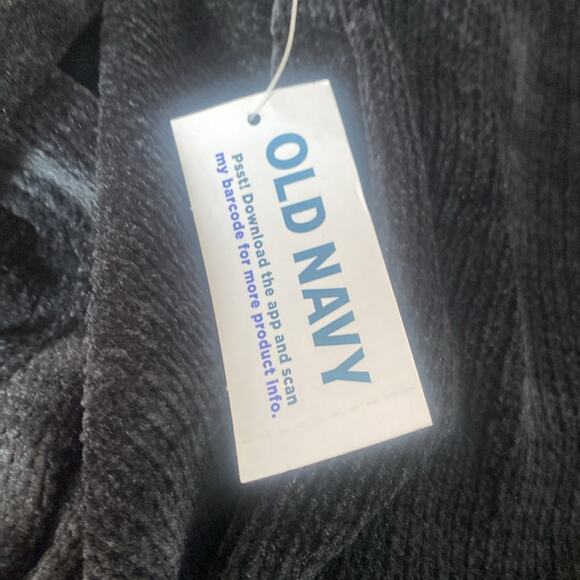 OLD NAVY
Psst! Download the app and scan
my barcode for more product info.